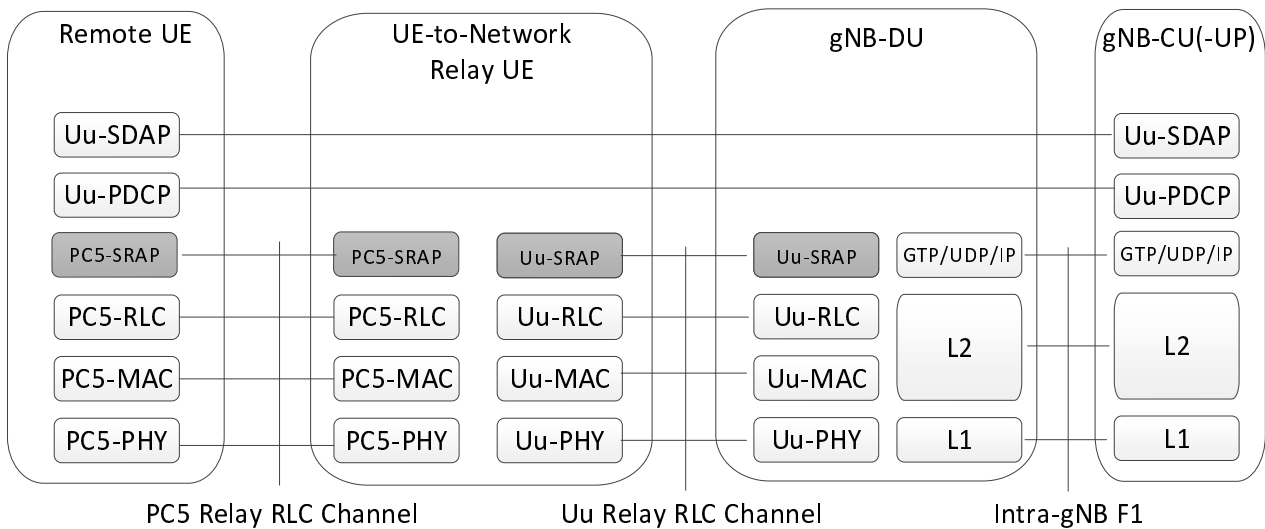 Remote UE
UE-to-Network
Relay UE
gNB-DU
gNB-CU(-UP)
Uu-SDAP
Uu-SDAP
Uu-PDCP
Uu-PDCP
PC5-SRAP
PC5-SRAP
Uu-SRAP
Uu-SRAP
GTP/UDP/IP
GTP/UDP/IP
PC5-RLC
PC5-RLC
Uu-RLC
Uu-RLC
L2
L2
PC5-MAC
PC5-MAC
Uu-MAC
Uu-MAC
PC5-PHY
PC5-PHY
Uu-PHY
Uu-PHY
L1
L1
PC5 Relay RLC Channel
Uu Relay RLC Channel
Intra-gNB F1